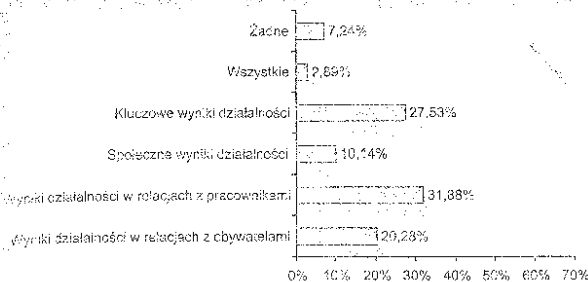 Żadne 7,24%
Wszystkie 2,89%
Kluczowe wyniki działalności 27,53%
Społeczne wyniki działalności 10,14%
Wyniki działalności w relacjach z pracownikami 31,88%
Wyniki działalności w relacjach z obywatelami 20,28%
0% 10% 20% 30% 40% 50% 60% 70%